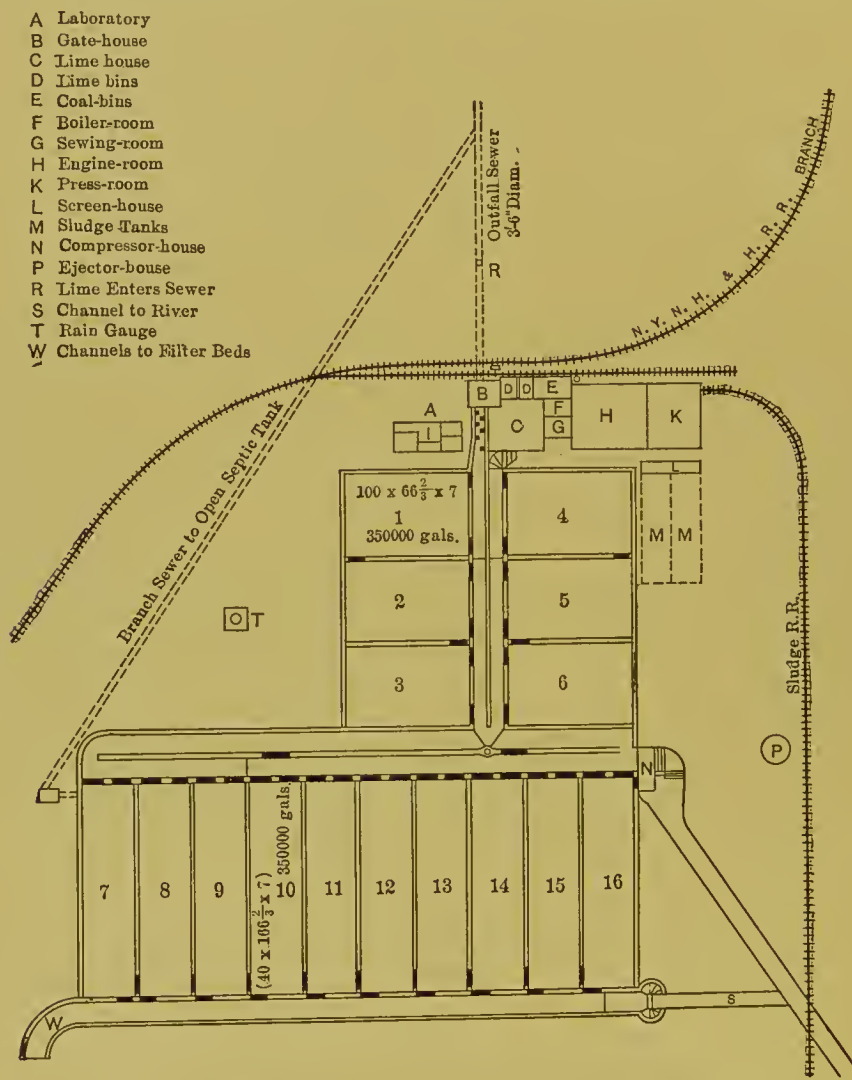 A Laboratory
B Gate-house
C Lime house
D Lime bins
E Coal-bins
F Boiler-room
G Sewing-room
H Engine-room
K Press-room
L Screen-house
M Sludge Tanks
N Compressor-house
P Ejector-house
R Lime Enters Sewer
S Channel to River
T Rain Gauge
W Channels to Filter Beds
Outfall Sewer
3'-6" Diam.
R
N.Y.N.H. & H.R.R. BRANCH
Branch Sewer to Open Septic Tank
A
B
D
D
E
F
G
C
H
K
L
M
M
100 x 66 2/3 x 7
1
350000 gals.
2
3
4
5
6
T
Sludge R.R.
P
N
7
8
9
10
350000 gals.
(40 x 166 2/3 x 7)
11
12
13
14
15
16
W
S